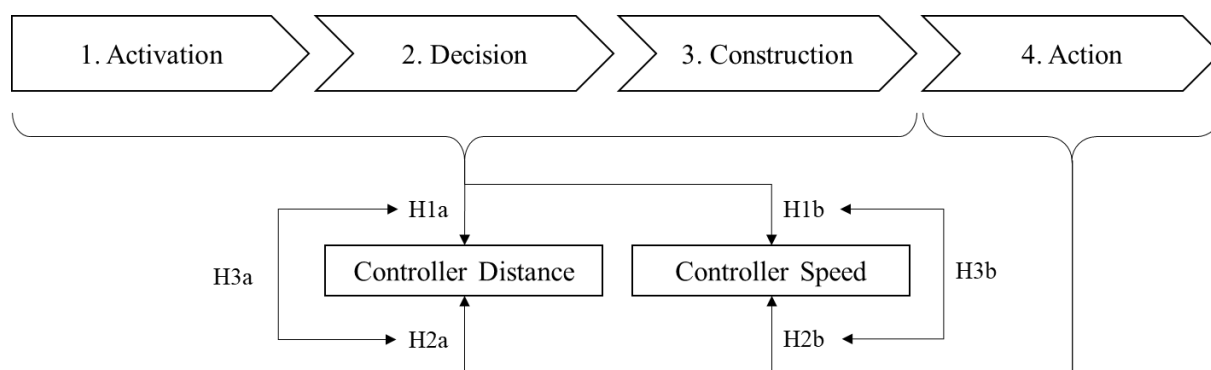 1. Activation
2. Decision
3. Construction
4. Action
H1a
H1b
Controller Distance
Controller Speed
H3a
H3b
H2a
H2b